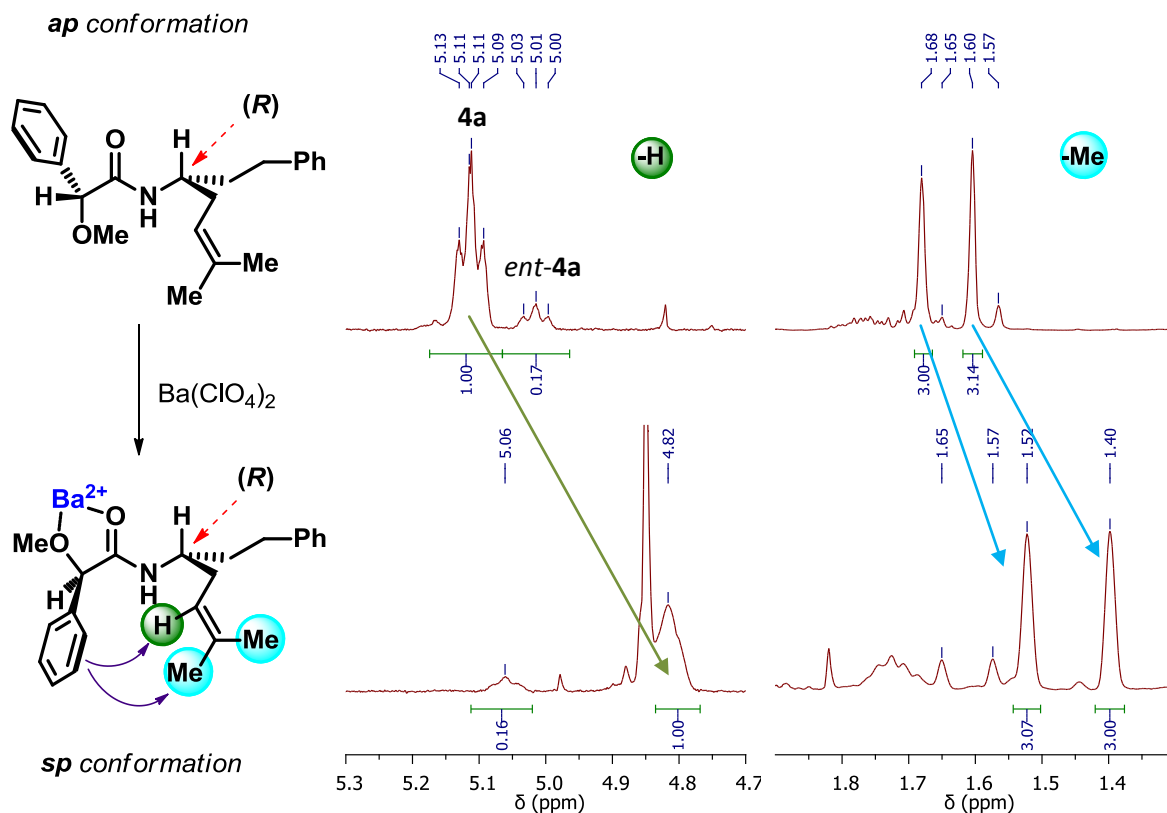 ap conformation
(R)
H
O
Ph
H
N
H
OMe
Me
Me
Ba(ClO4)2
Ba2+
O
H
(R)
Ph
MeO
N
H
H
H
Me
Me
sp conformation
5.13
5.11
5.11
5.09
5.03
5.01
5.00
4a
-H
ent-4a
1.00
0.17
5.06
4.82
0.16
1.00
5.3 5.2 5.1 5.0 4.9 4.8 4.7
δ (ppm)
1.68
1.65
1.60
1.57
-Me
3.00
3.14
1.65
1.57
1.52
1.40
3.07
3.00
1.8 1.7 1.6 1.5 1.4
δ (ppm)